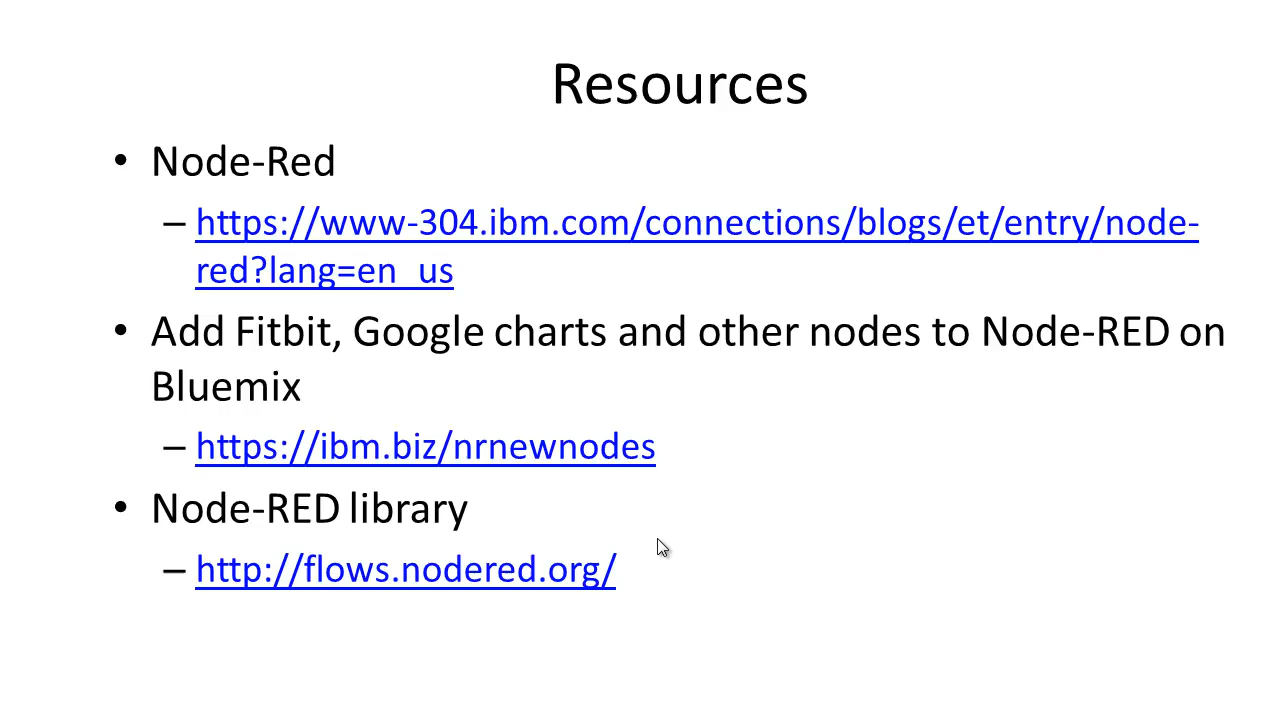 Resources
• Node-Red
– https://www-304.ibm.com/connections/blogs/et/entry/node-
red?lang=en_us
• Add Fitbit, Google charts and other nodes to Node-RED on
Bluemix
– https://ibm.biz/nrnewnodes
• Node-RED library
– http://flows.nodered.org/